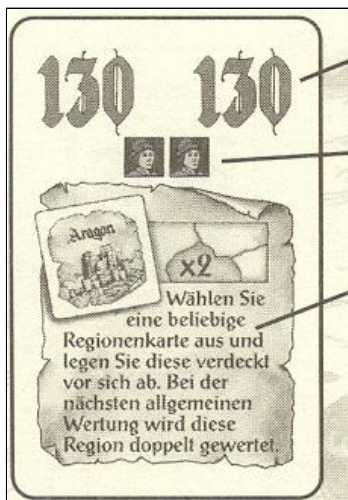 130 130
Aragon
x2
Wählen Sie
eine beliebige
Regionenkarte aus und
legen Sie diese verdeckt
vor sich ab. Bei der
nächsten allgemeinen
Wertung wird diese
Region doppelt gewertet.